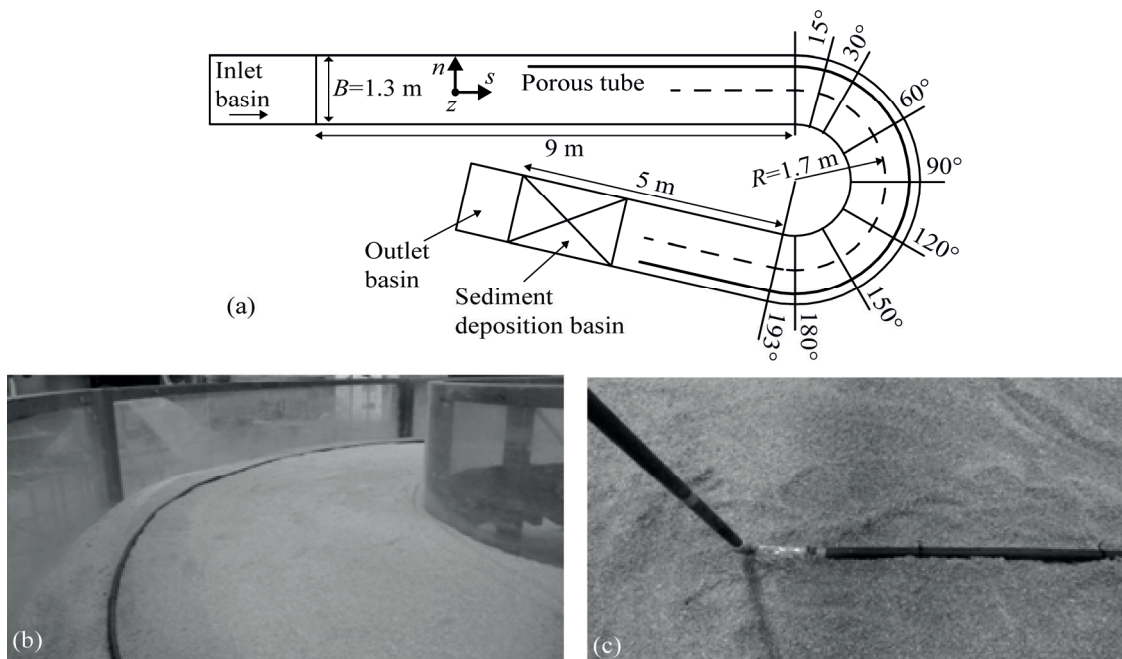 Inlet
basin
B=1.3 m
n
s
z
Porous tube
15°
30°
60°
90°
120°
150°
180°
193°
9 m
5 m
R=1.7 m
Outlet
basin
Sediment
deposition basin
(a)
(b)
(c)